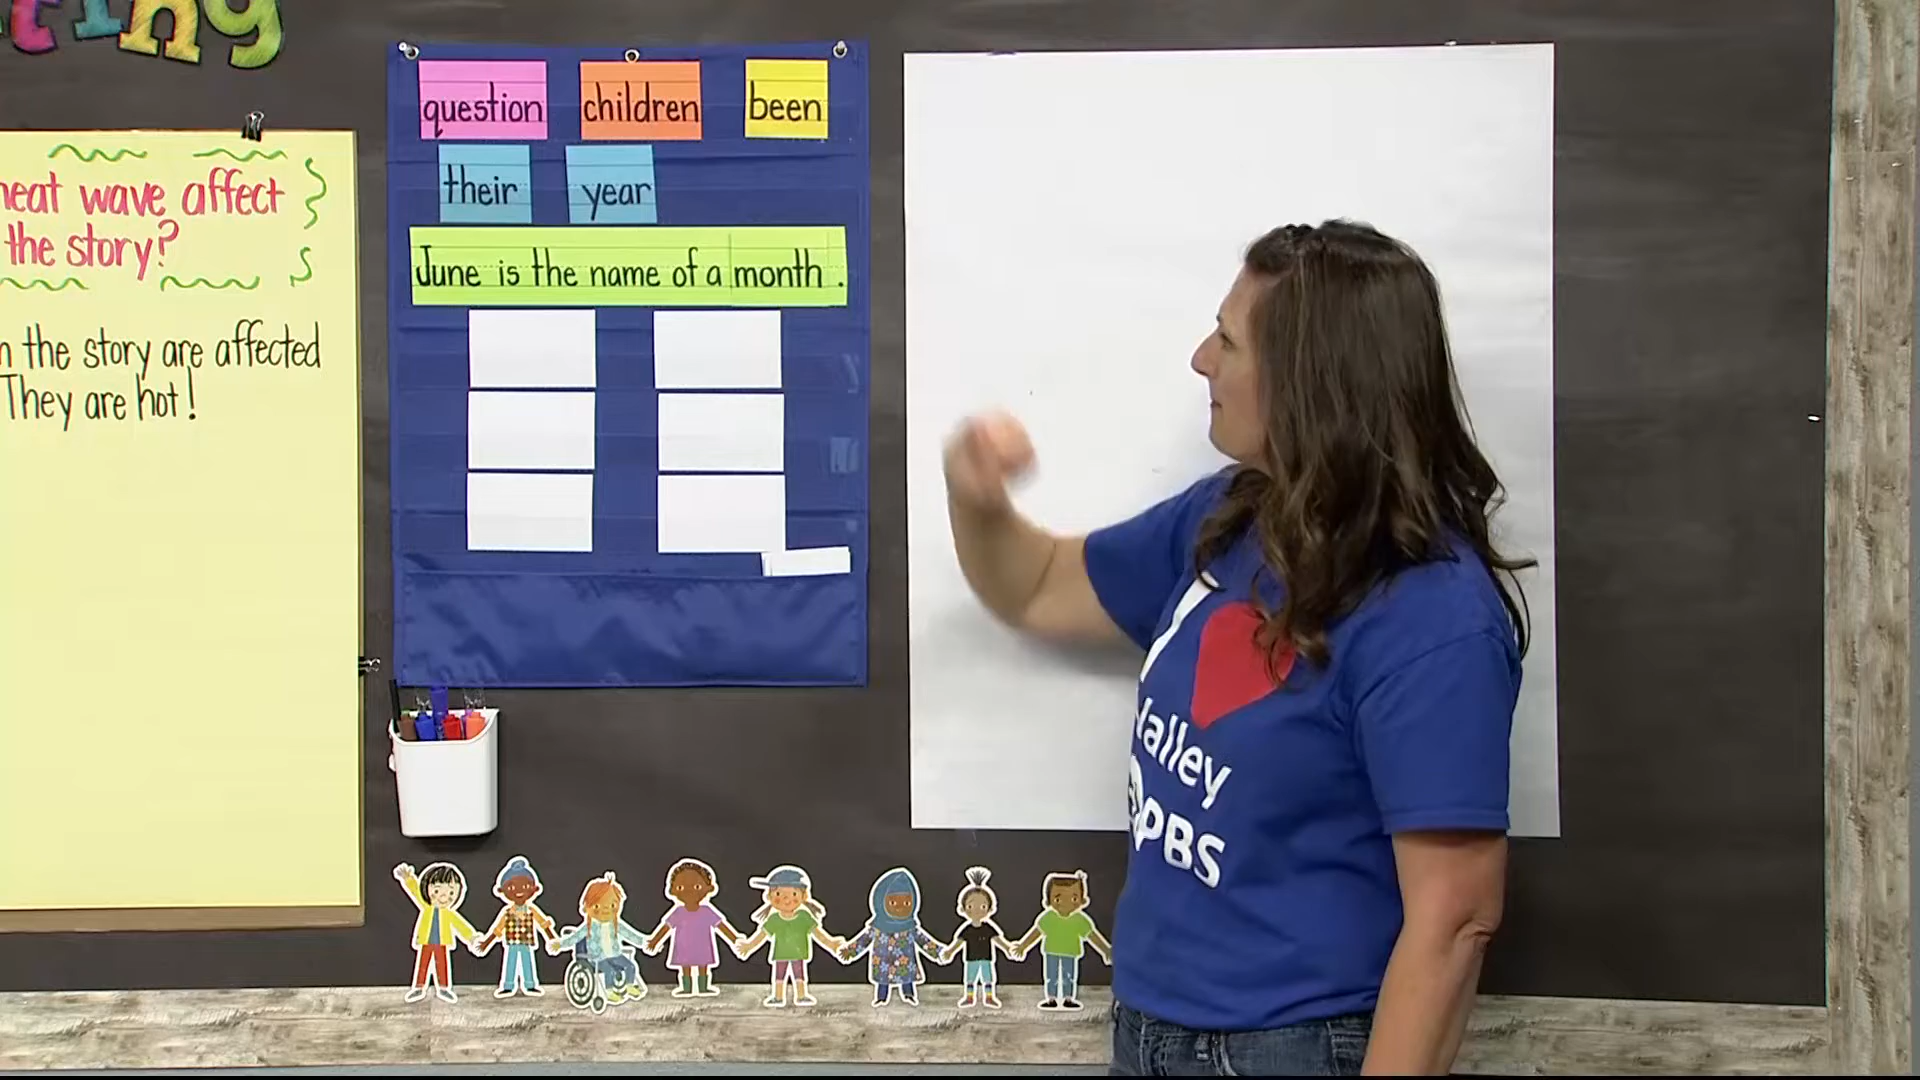 heat wave affect
the story?
n the story are affected
They are hot!
question children been
their year
June is the name of a month.
I
Valley
PBS